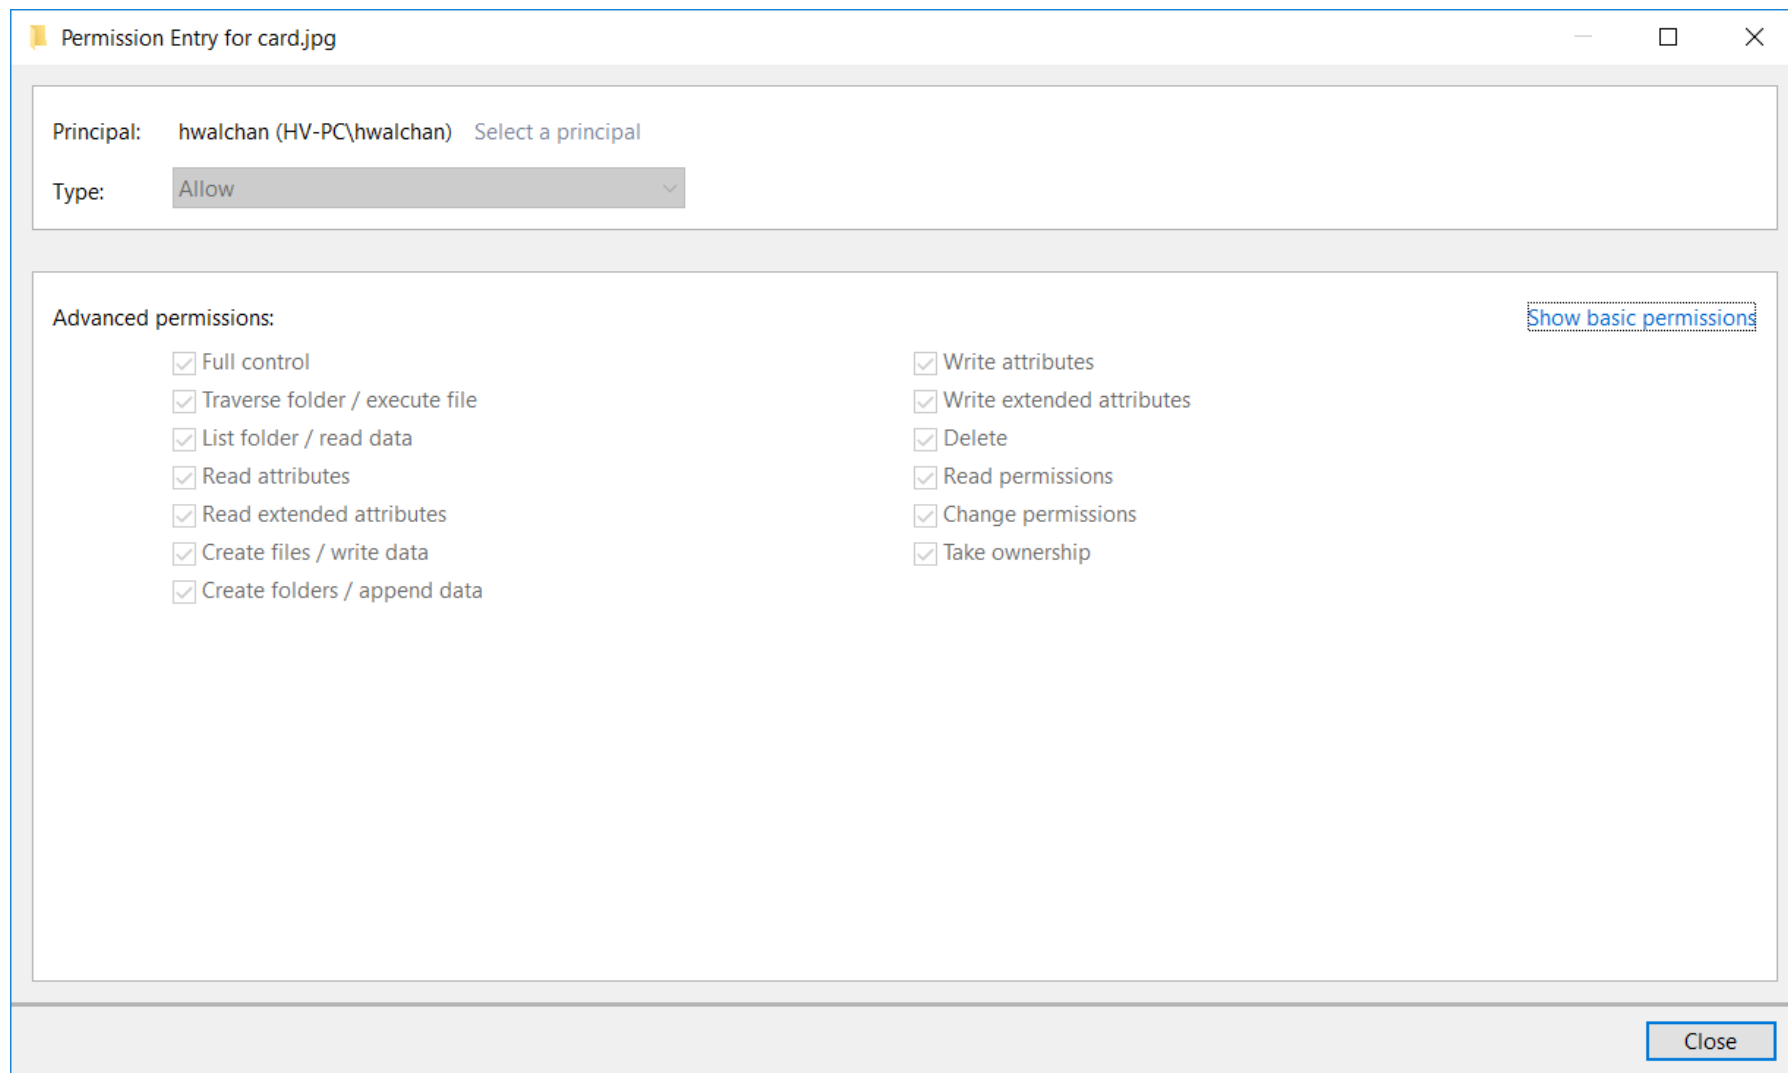 Permission Entry for card.jpg
Principal: hwalchan (HV-PC\hwalchan) Select a principal
Type: Allow
Advanced permissions: Show basic permissions
Full control
Traverse folder / execute file
List folder / read data
Read attributes
Read extended attributes
Create files / write data
Create folders / append data
Write attributes
Write extended attributes
Delete
Read permissions
Change permissions
Take ownership
Close